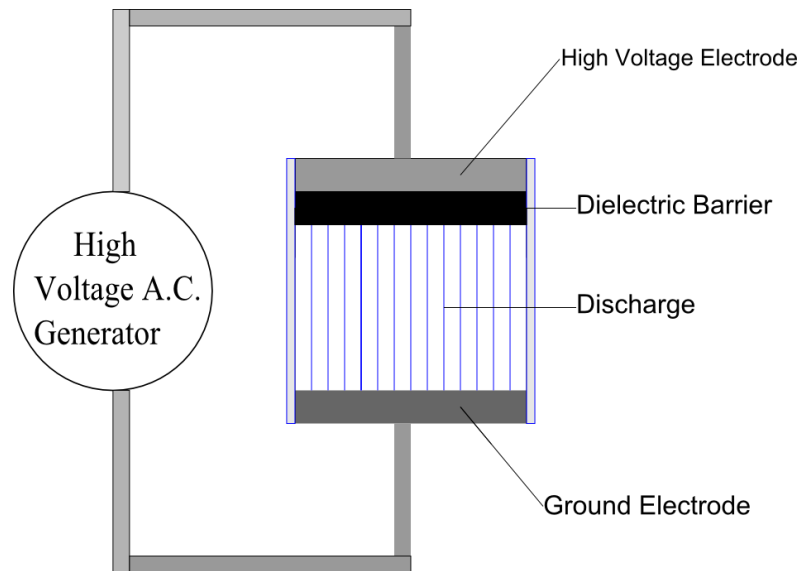 High Voltage Electrode
Dielectric Barrier
High
Voltage A.C.
Generator
Discharge
Ground Electrode